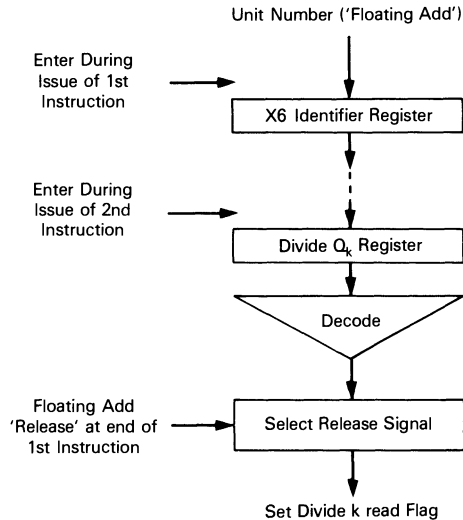 Unit Number ('Floating Add')
Enter During
Issue of 1st
Instruction
X6 Identifier Register
Enter During
Issue of 2nd
Instruction
Divide Qk Register
Decode
Floating Add
'Release' at end of
1st Instruction
Select Release Signal
Set Divide k read Flag